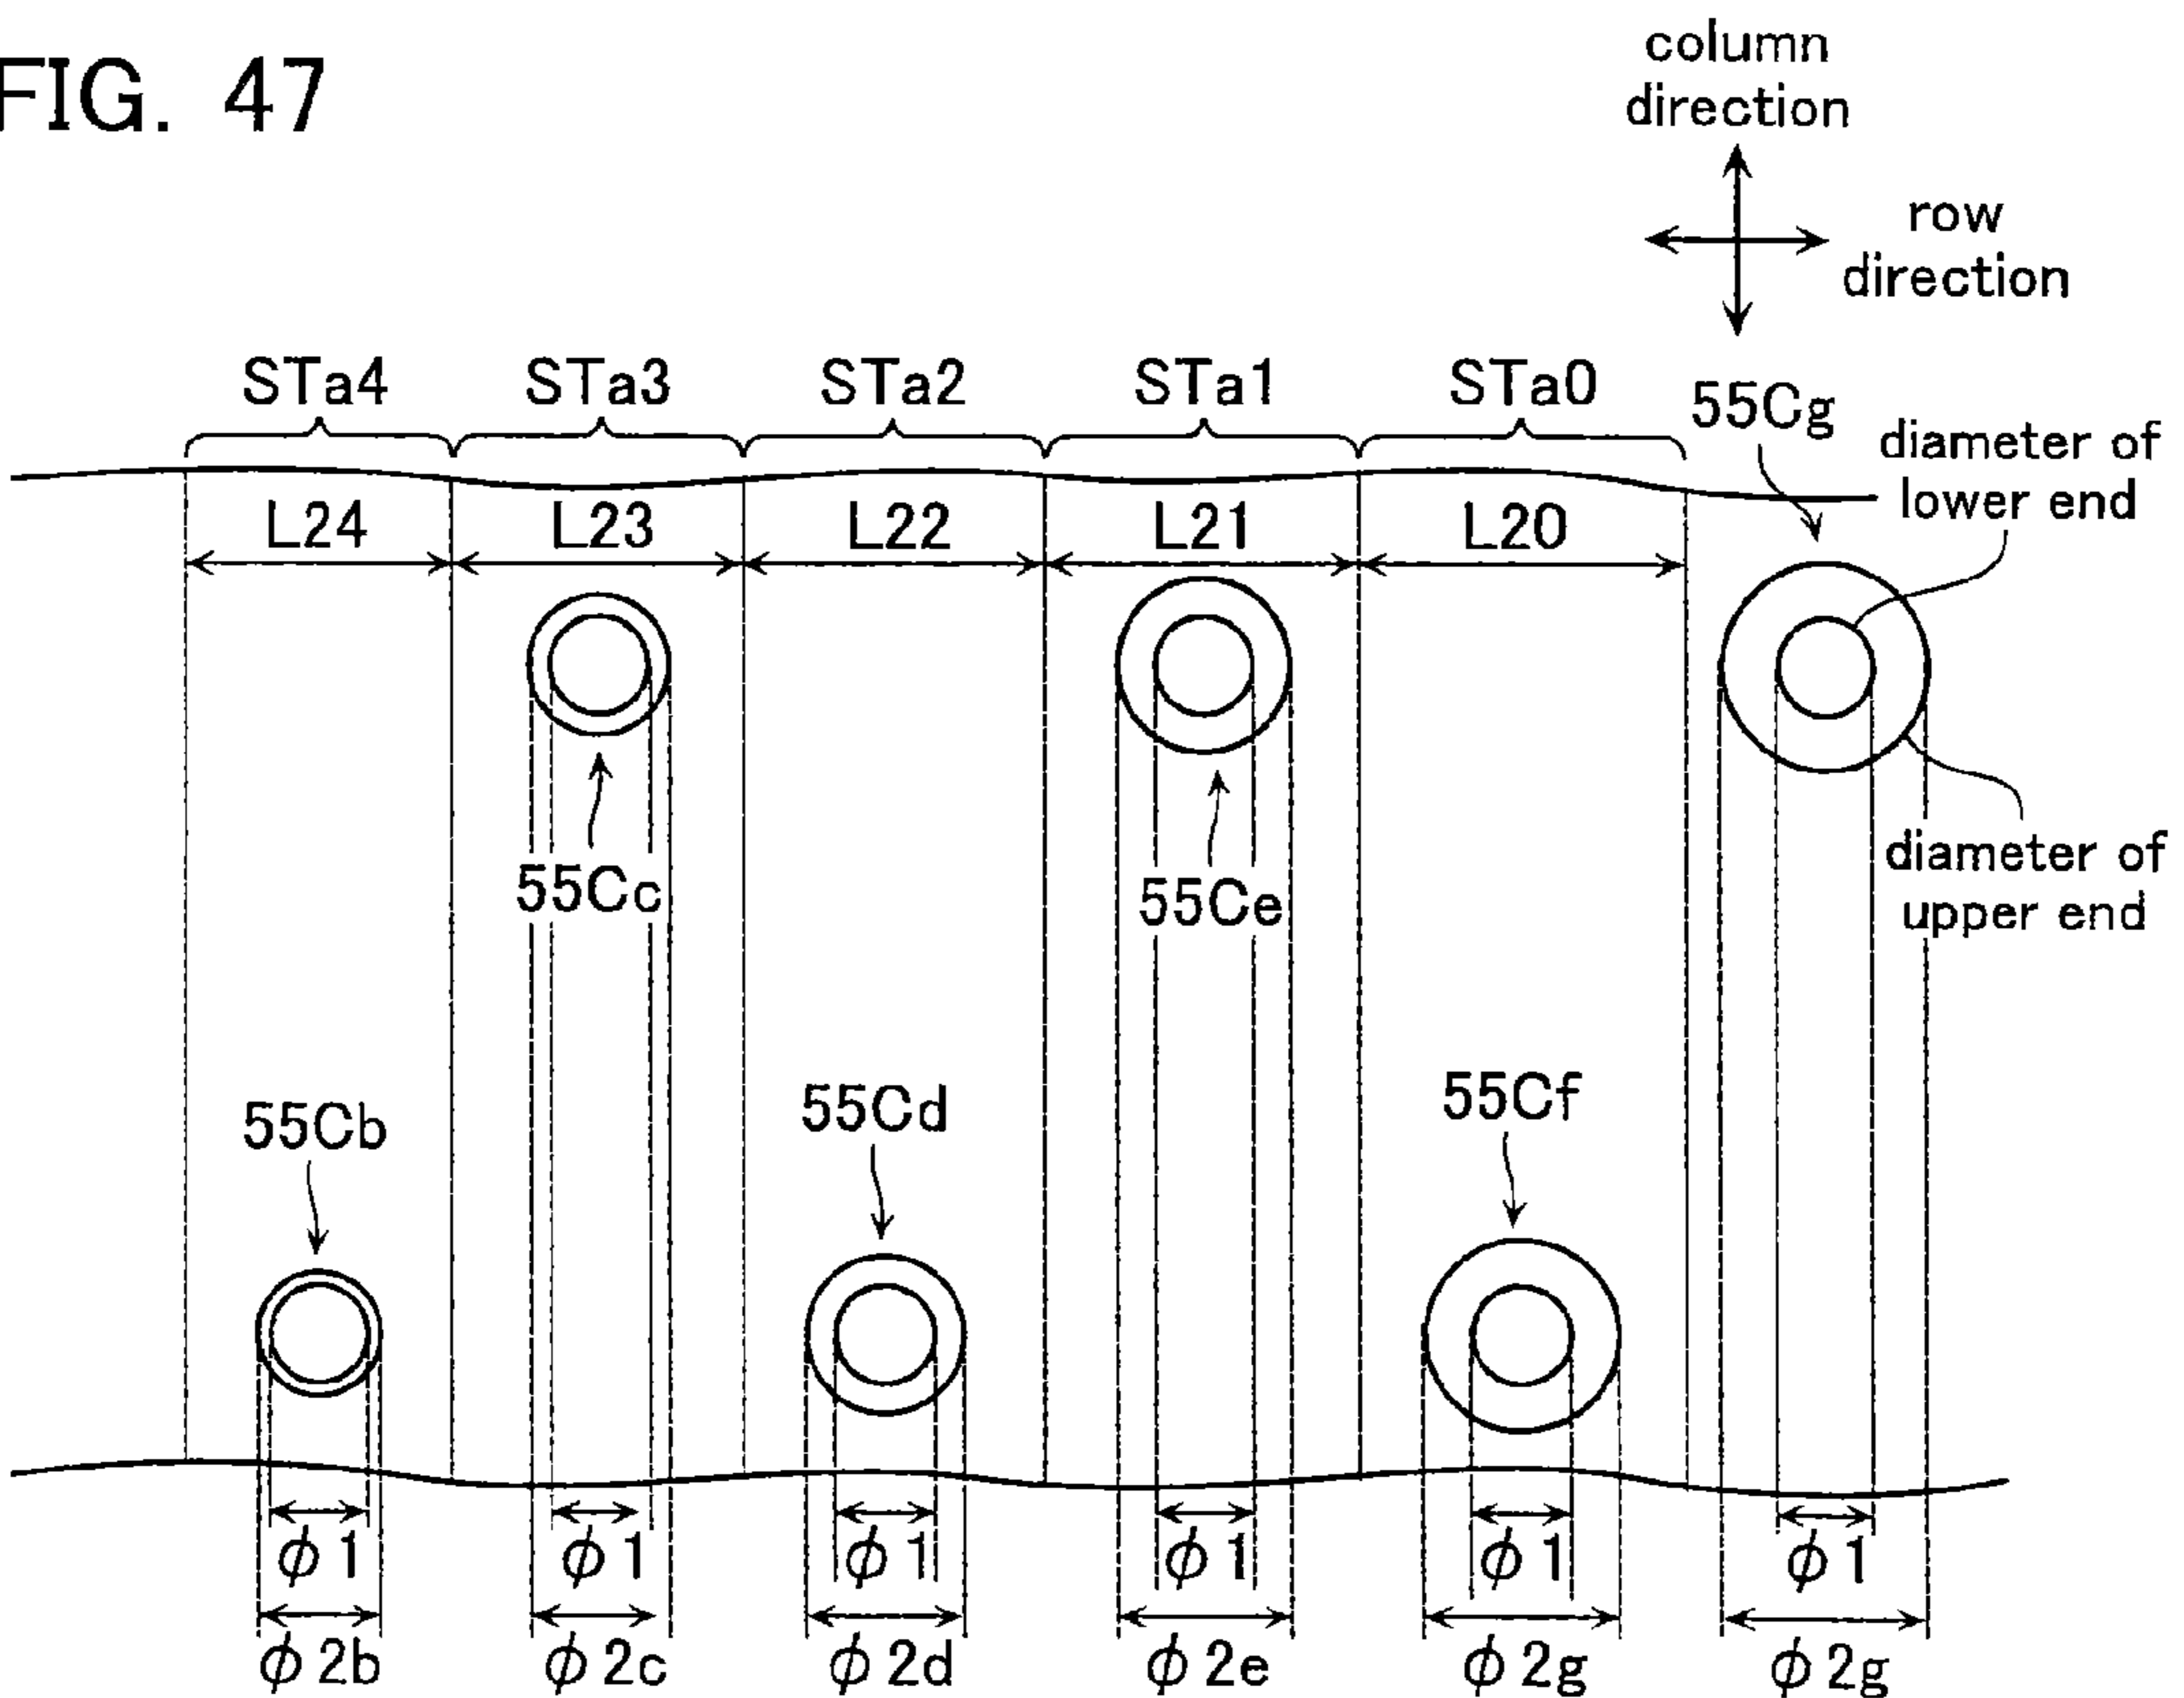 FIG. 47
column
direction
row
direction
STa4 STa3 STa2 STa1 STa0 55Cg
diameter of
lower end
L24 L23 L22 L21 L20
55Cc 55Ce
diameter of
upper end
55Cb 55Cd 55Cf
ϕ1 ϕ1 ϕ1 ϕ1 ϕ1 ϕ1
ϕ2b ϕ2c ϕ2d ϕ2e ϕ2g ϕ2g